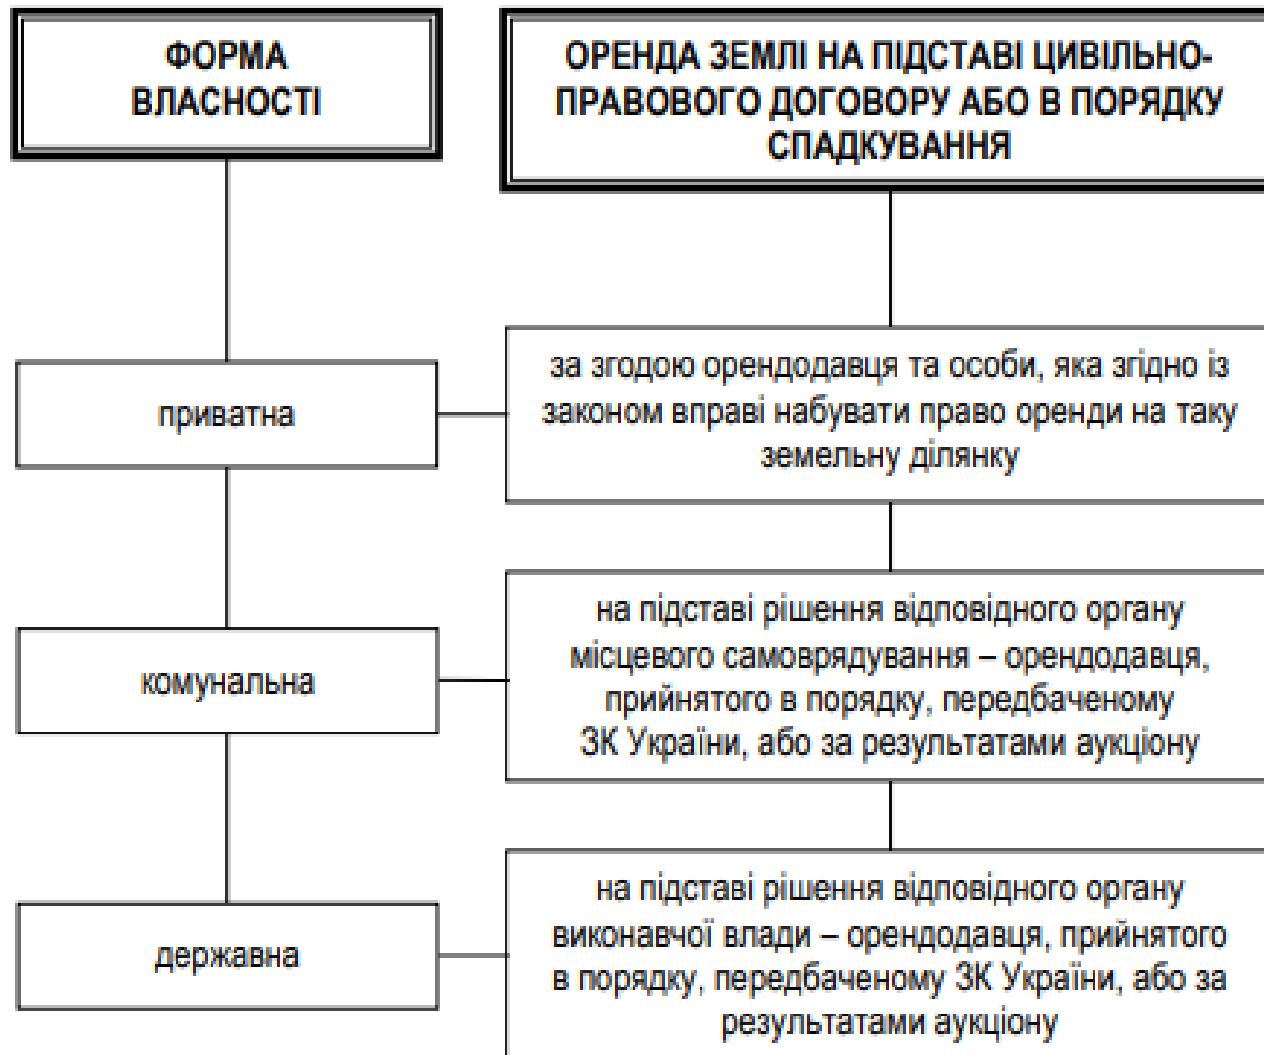 ФОРМА
ВЛАСНОСТІ
ОРЕНДА ЗЕМЛІ НА ПІДСТАВІ ЦИВІЛЬНО-
ПРАВОВОГО ДОГОВОРУ АБО В ПОРЯДКУ
СПАДКУВАННЯ
приватна
за згодою орендодавця та особи, яка згідно із
законом вправі набувати право оренди на таку
земельну ділянку
комунальна
на підставі рішення відповідного органу
місцевого самоврядування – орендодавця,
прийнятого в порядку, передбаченому
ЗК України, або за результатами аукціону
державна
на підставі рішення відповідного органу
виконавчої влади – орендодавця, прийнятого
в порядку, передбаченому ЗК України, або за
результатами аукціону